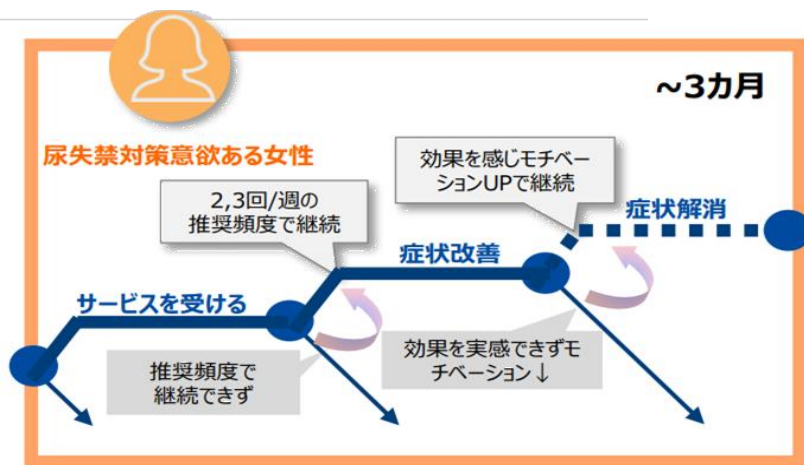 ~3カ月
尿失禁対策意欲ある女性
効果を感じモチベー
ションUPで継続
2,3回/週の
推奨頻度で継続
症状解消
症状改善
サービスを受ける
効果を実感できずモ
チベーション↓
推奨頻度で
継続できず